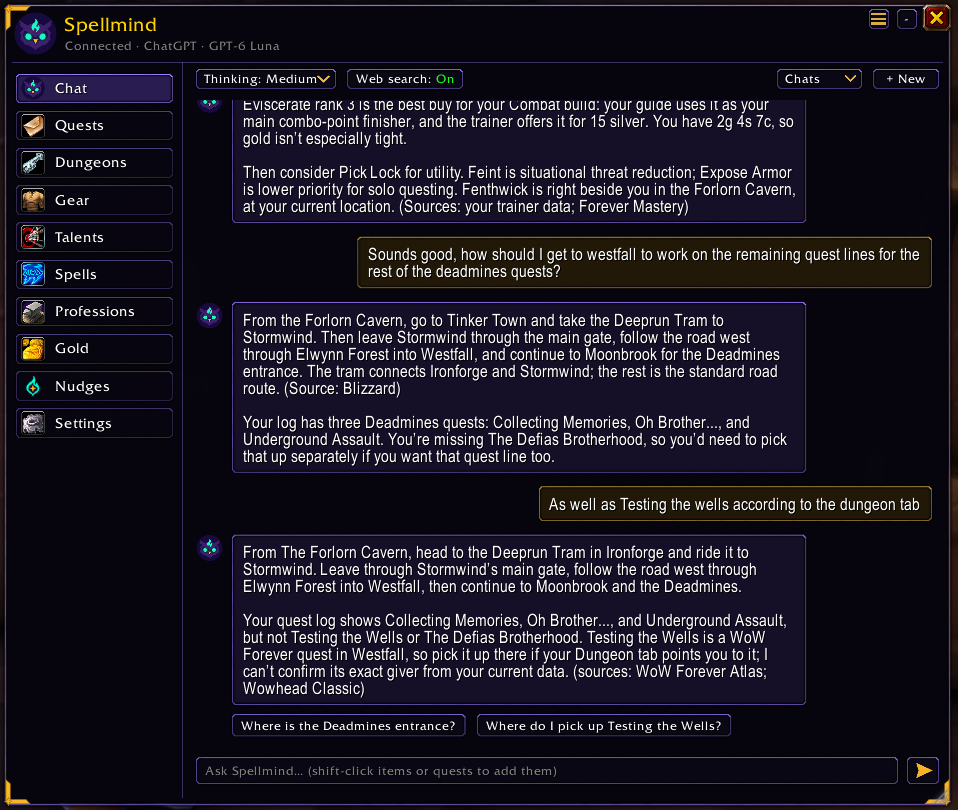 Spellmind
Connected · ChatGPT · GPT-6 Luna
-
Chat
Quests
Dungeons
Gear
Talents
Spells
Professions
Gold
Nudges
Settings
Thinking: Medium
Web search: On
Chats
+ New
Eviscerate rank 3 is the best buy for your Combat build: your guide uses it as your
main combo-point finisher, and the trainer offers it for 15 silver. You have 2g 4s 7c, so
gold isn't especially tight.
Then consider Pick Lock for utility. Feint is situational threat reduction; Expose Armor
is lower priority for solo questing. Fenthwick is right beside you in the Forlorn Cavern,
at your current location. (Sources: your trainer data; Forever Mastery)
Sounds good, how should I get to westfall to work on the remaining quest lines for the
rest of the deadmines quests?
From the Forlorn Cavern, go to Tinker Town and take the Deeprun Tram to
Stormwind. Then leave Stormwind through the main gate, follow the road west
through Elwynn Forest into Westfall, and continue to Moonbrook for the Deadmines
entrance. The tram connects Ironforge and Stormwind; the rest is the standard road
route. (Source: Blizzard)
Your log has three Deadmines quests: Collecting Memories, Oh Brother..., and
Underground Assault. You're missing The Defias Brotherhood, so you'd need to pick
that up separately if you want that quest line too.
As well as Testing the wells according to the dungeon tab
From The Forlorn Cavern, head to the Deeprun Tram in Ironforge and ride it to
Stormwind. Leave through Stormwind's main gate, follow the road west through
Elwynn Forest into Westfall, then continue to Moonbrook and the Deadmines.
Your quest log shows Collecting Memories, Oh Brother..., and Underground Assault,
but not Testing the Wells or The Defias Brotherhood. Testing the Wells is a WoW
Forever quest in Westfall, so pick it up there if your Dungeon tab points you to it; I
can't confirm its exact giver from your current data. (sources: WoW Forever Atlas;
Wowhead Classic)
Where is the Deadmines entrance?
Where do I pick up Testing the Wells?
Ask Spellmind... (shift-click items or quests to add them)